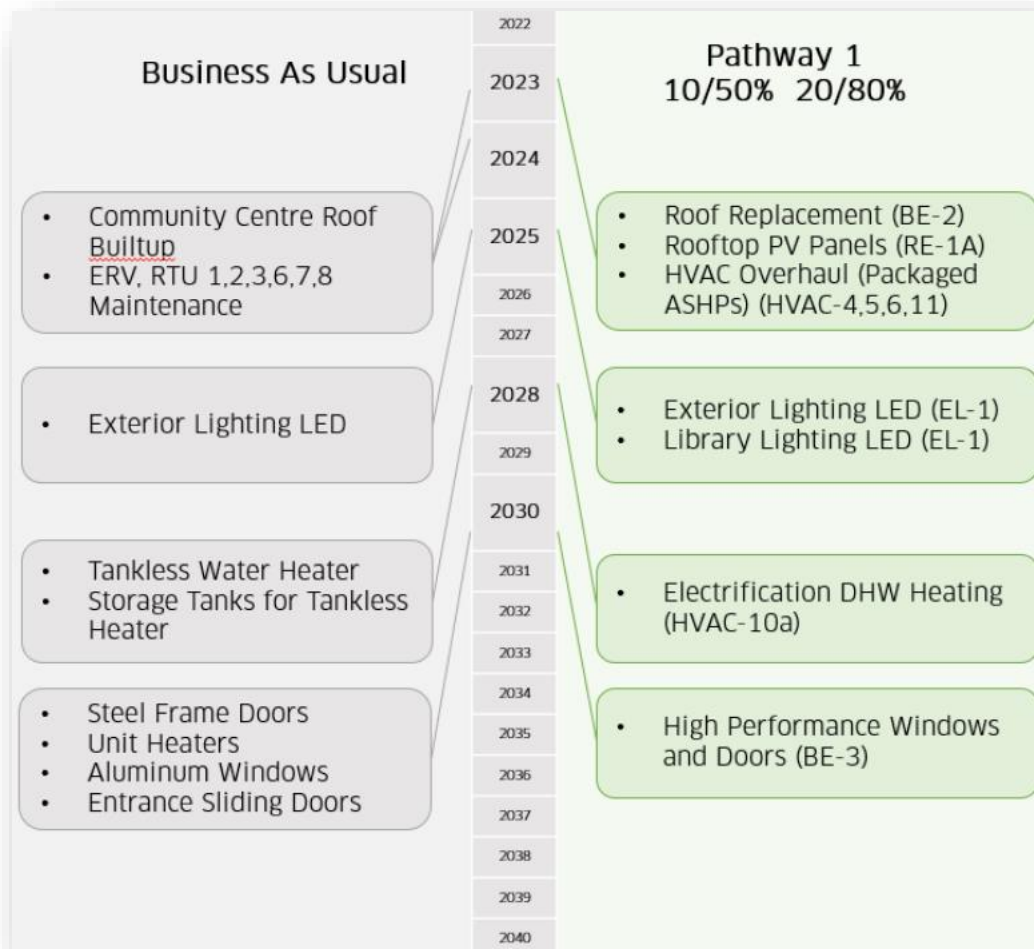 Business As Usual
• Community Centre Roof
Builtup
• ERV, RTU 1,2,3,6,7,8
Maintenance
• Exterior Lighting LED
• Tankless Water Heater
• Storage Tanks for Tankless
Heater
• Steel Frame Doors
• Unit Heaters
• Aluminum Windows
• Entrance Sliding Doors
2022
2023
2024
2025
2026
2027
2028
2029
2030
2031
2032
2033
2034
2035
2036
2037
2038
2039
2040
Pathway 1
10/50% 20/80%
• Roof Replacement (BE-2)
• Rooftop PV Panels (RE-1A)
• HVAC Overhaul (Packaged
ASHPs) (HVAC-4,5,6,11)
• Exterior Lighting LED (EL-1)
• Library Lighting LED (EL-1)
• Electrification DHW Heating
(HVAC-10a)
• High Performance Windows
and Doors (BE-3)